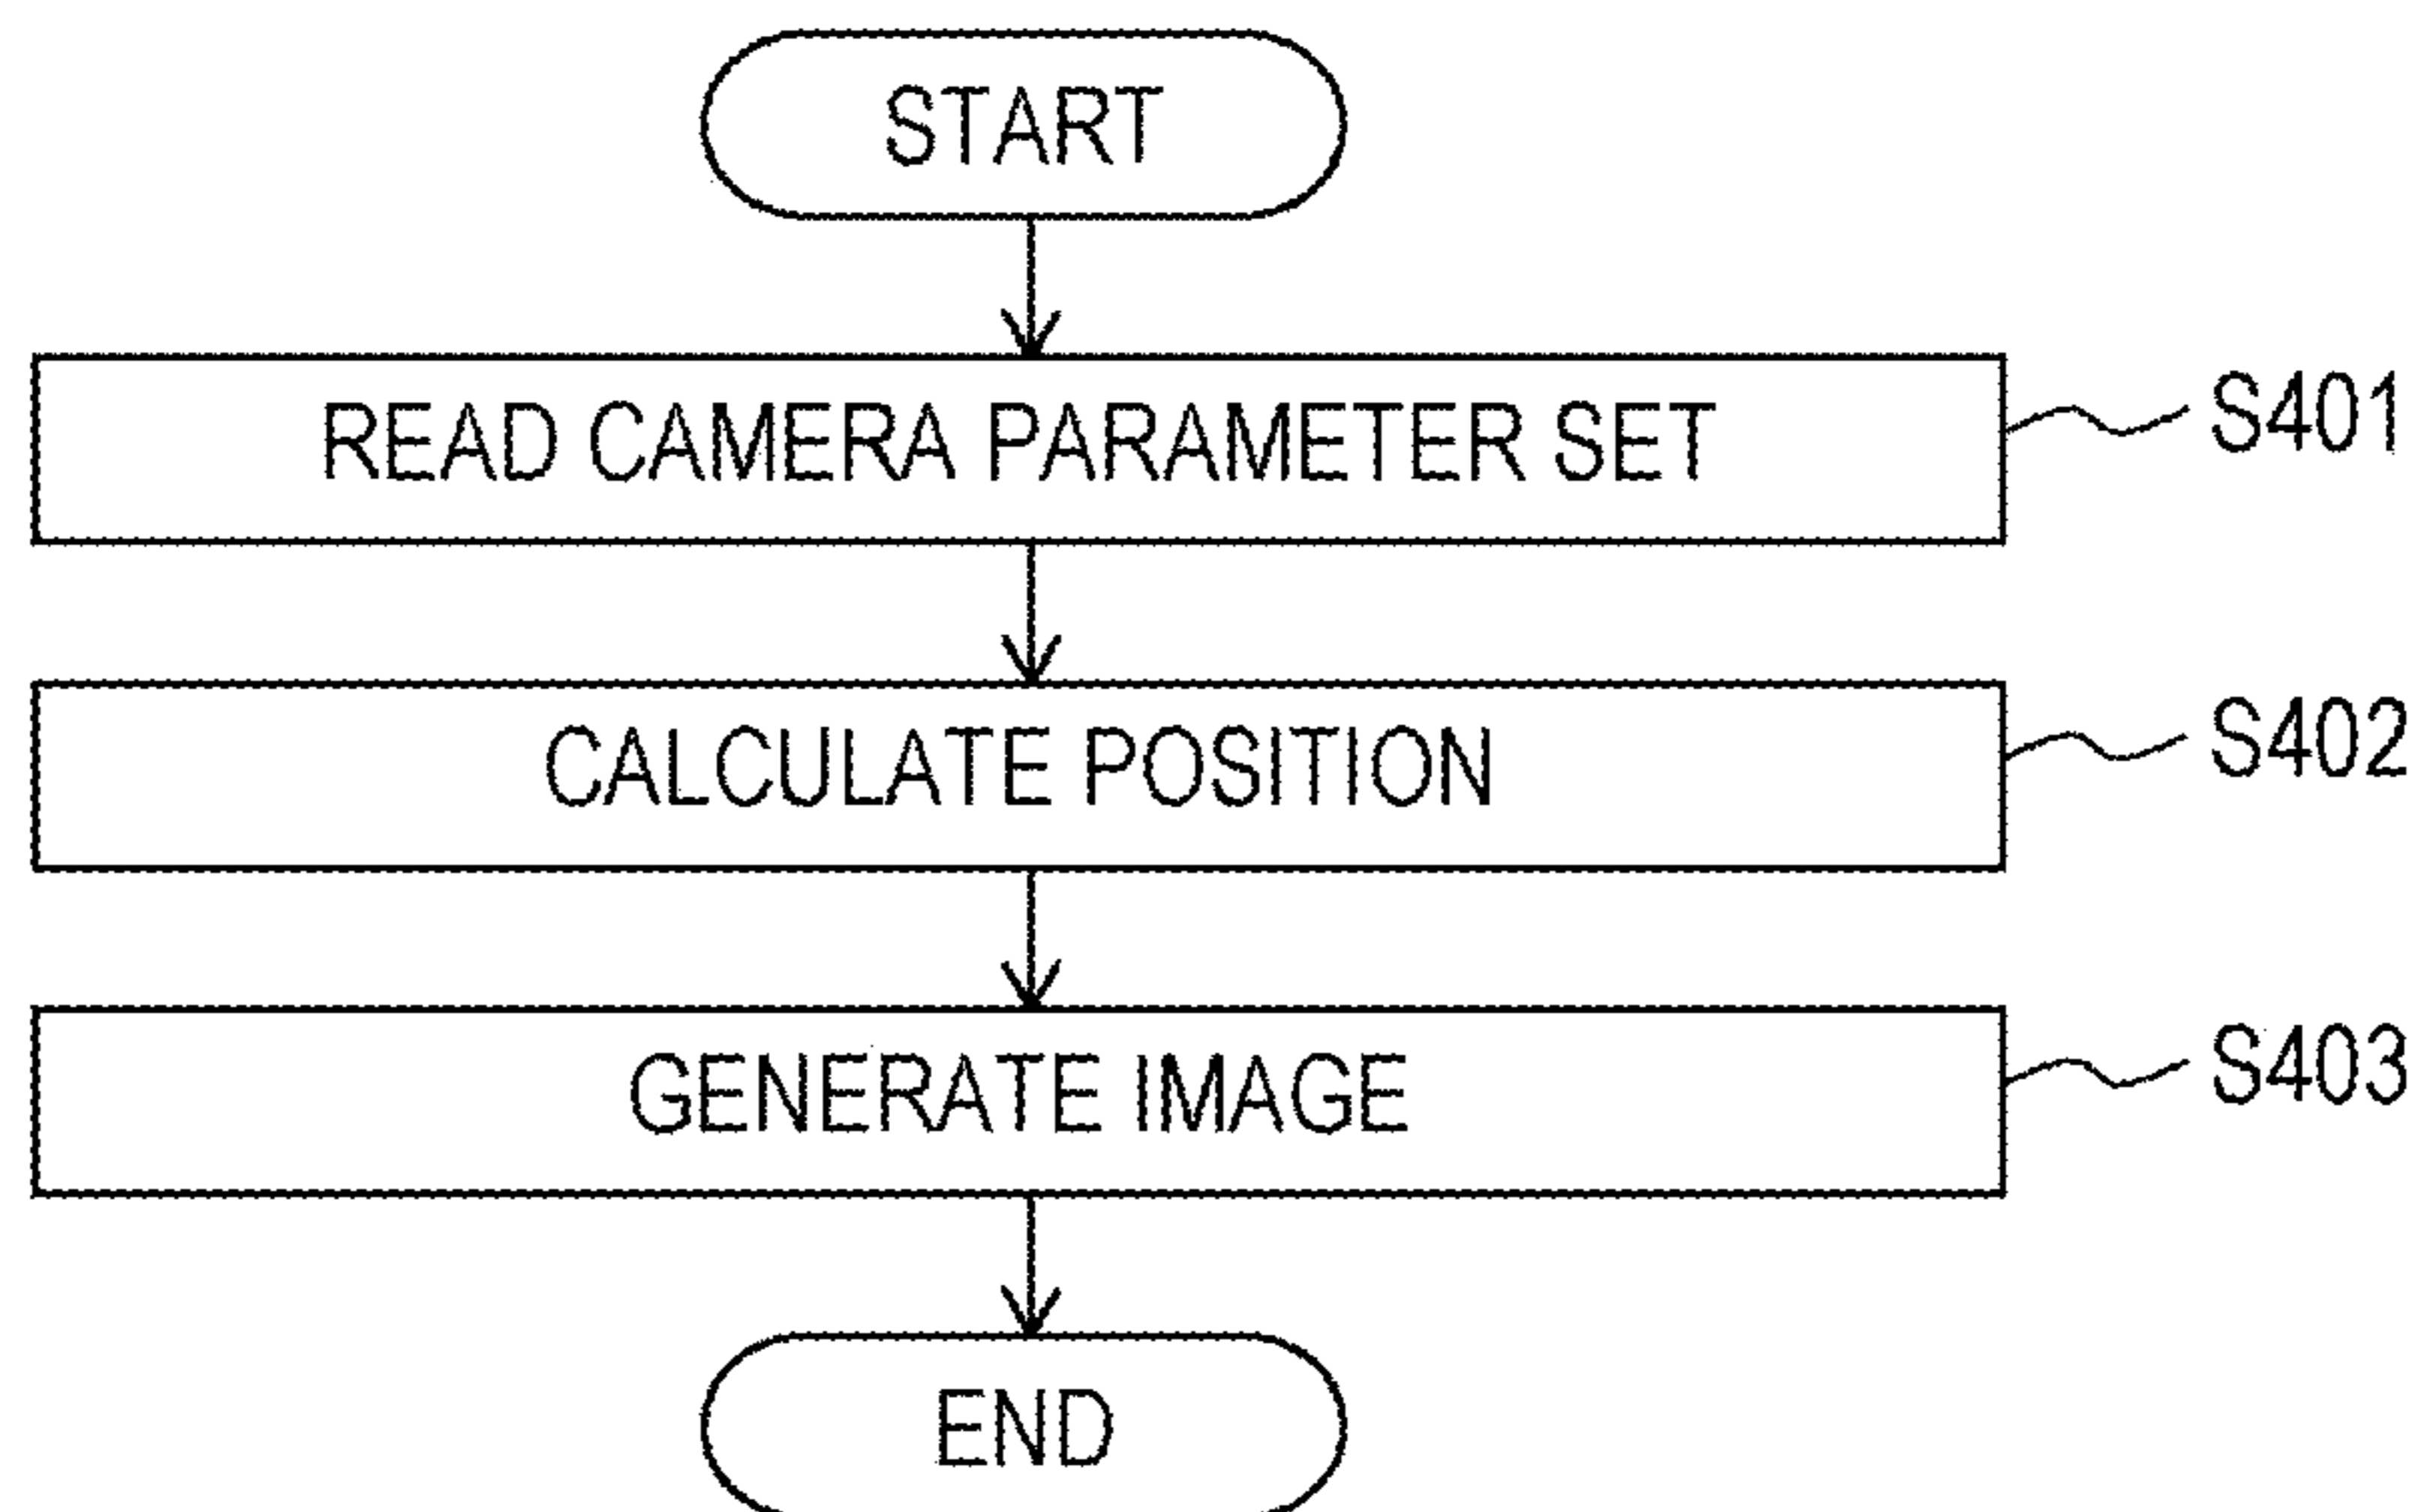 START
READ CAMERA PARAMETER SET
S401
CALCULATE POSITION
S402
GENERATE IMAGE
S403
END